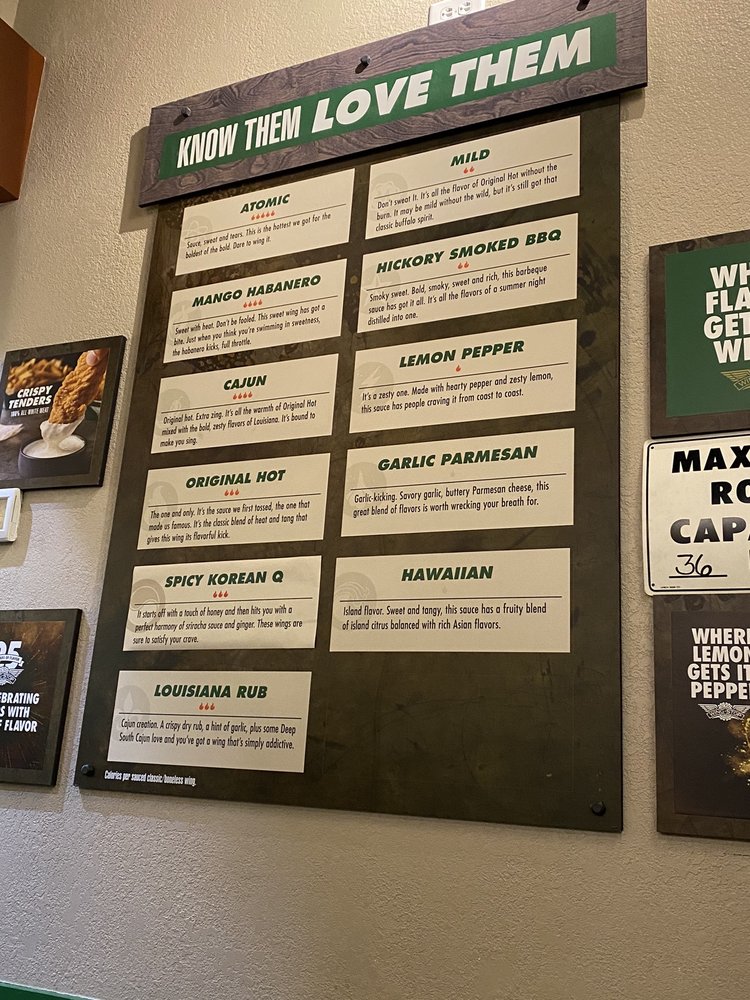 KNOW THEM LOVE THEM
ATOMIC
Sauce, sweat and tears. This is the hottest we got for the
boldest of the bold. Dare to wing it.
MANGO HABANERO
Sweet with heat. Don't be fooled. This sweet wing has got a
bite. Just when you think you're swimming in sweetness,
the habanero kicks, full throttle.
CAJUN
Original hot. Extra zing. It's all the warmth of Original Hot
mixed with the bold, zesty flavors of Louisiana. It's bound to
make you sing.
ORIGINAL HOT
The one and only. It's the sauce we first tossed, the one that
made us famous. It's the classic blend of heat and tang that
gives this wing its flavorful kick.
SPICY KOREAN Q
It starts off with a touch of honey and then hits you with a
perfect harmony of sriracha sauce and ginger. These wings are
sure to satisfy your crave.
LOUISIANA RUB
Cajun creation. A crispy dry rub, a hint of garlic, plus some Deep
South Cajun love and you've got a wing that's simply addictive.
Calories per sauced classic/boneless wing.
MILD
Don't sweat It. It's all the flavor of Original Hot without the
burn. It may be mild without the wild, but it's still got that
classic buffalo spirit.
HICKORY SMOKED BBQ
Smoky sweet. Bold, smoky, sweet and rich, this barbeque
sauce has got it all. It's all the flavors of a summer night
distilled into one.
LEMON PEPPER
It's a zesty one. Made with hearty pepper and zesty lemon,
this sauce has people craving it from coast to coast.
GARLIC PARMESAN
Garlic-kicking. Savory garlic, buttery Parmesan cheese, this
great blend of flavors is worth wrecking your breath for.
HAWAIIAN
Island flavor. Sweet and tangy, this sauce has a fruity blend
of island citrus balanced with rich Asian flavors.
CRISPY
TENDERS
100% ALL WHITE MEAT
25
EBRATING
S WITH
F FLAVOR
WH
FLA
GET
WI
MAX
RO
CAPA
36
WHERE
LEMON
GETS IT
PEPPE